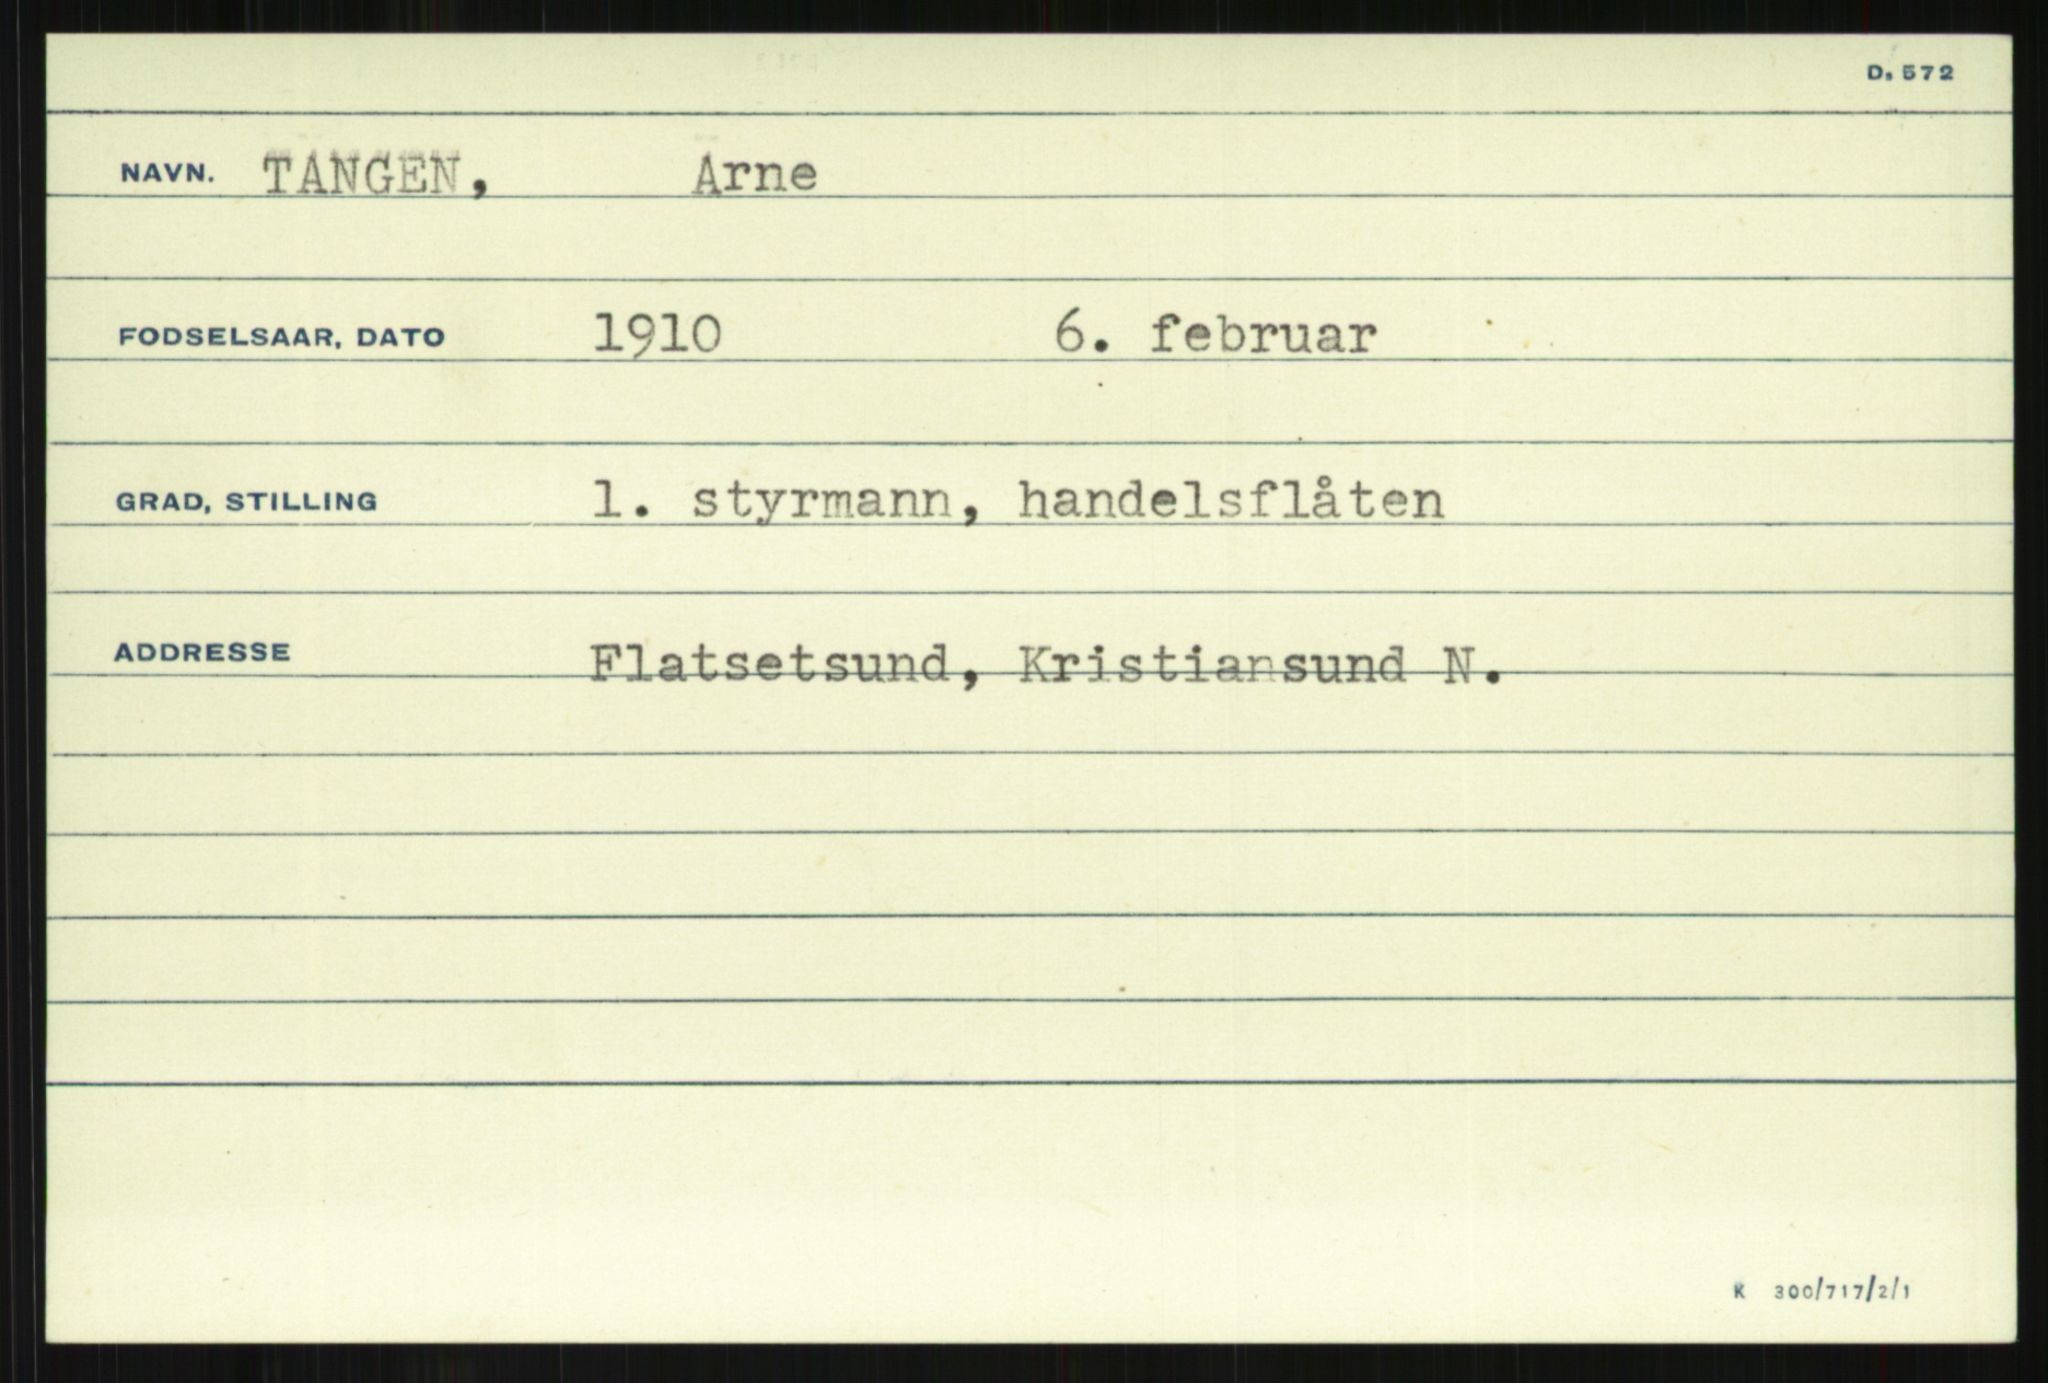 D. 572
NAVN. TANGEN, Arne
FODSELSAAR, DATO 1910 6. februar
GRAD, STILLING 1. styrmann, handelsflåten
ADDRESSE Flatsetsund, Kristiansund N.
K 300/717/2/1